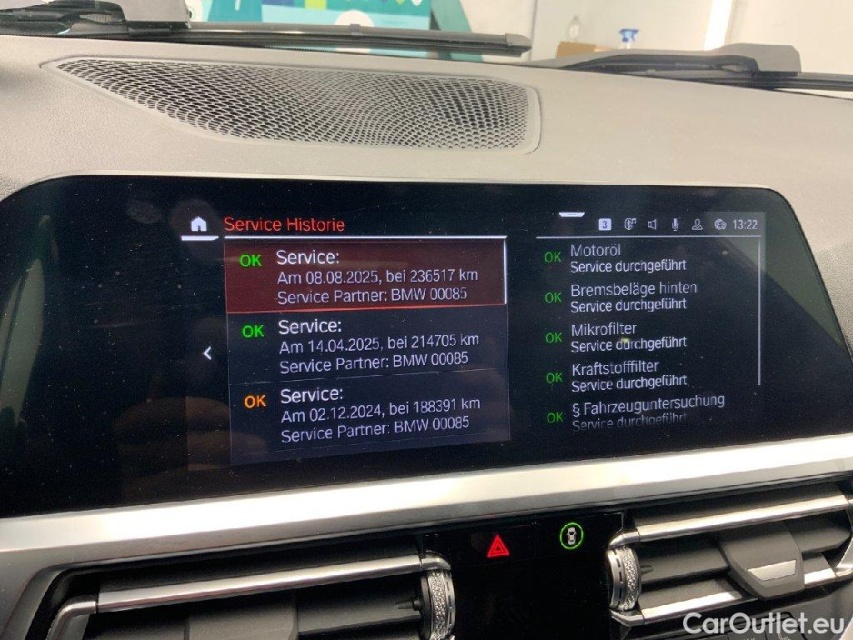 Service Historie
3
13:22
OK Service:
Am 08.08.2025, bei 236517 km
Service Partner: BMW 00085
OK Service:
Am 14.04.2025, bei 214705 km
Service Partner: BMW 00085
OK Service:
Am 02.12.2024, bei 188391 km
Service Partner: BMW 00085
OK Motoröl
Service durchgeführt
OK Bremsbeläge hinten
Service durchgeführt
OK Mikrofilter
Service durchgeführt
OK Kraftstofffilter
Service durchgeführt
OK § Fahrzeuguntersuchung
Service durchgeführt
CarOutlet.eu